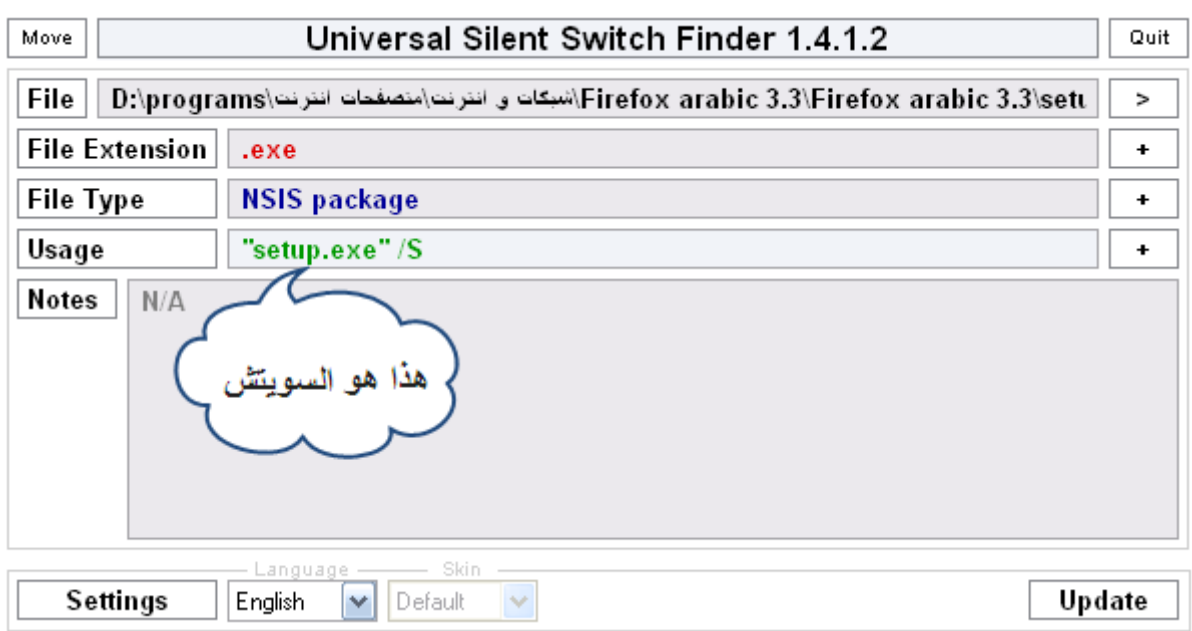 Move
Universal Silent Switch Finder 1.4.1.2
Quit
File
D:\programs\شبكات و انترنت\متصفحات انترنت\Firefox arabic 3.3\Firefox arabic 3.3\setu
>
File Extension
.exe
+
File Type
NSIS package
+
Usage
"setup.exe" /S
+
Notes
N/A
هذا هو السويتش
Language
Skin
Settings
English
Default
Update